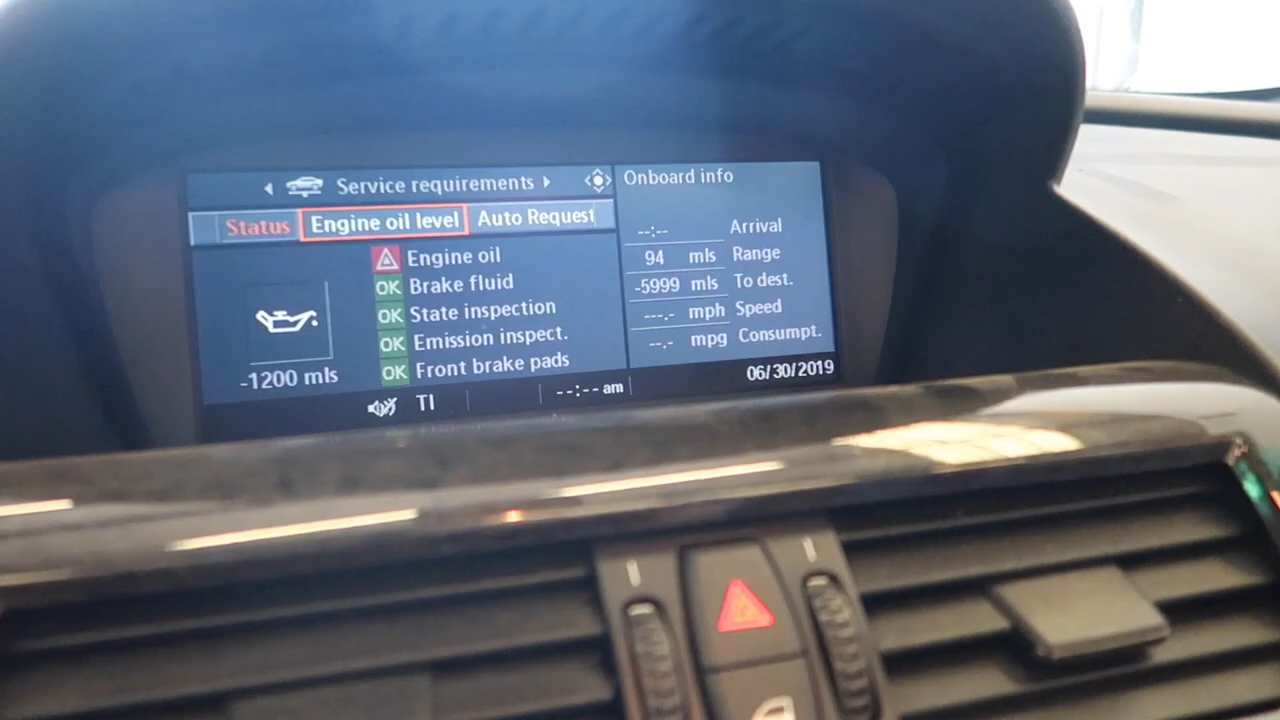 Service requirements
Status Engine oil level Auto Request
Engine oil
OK Brake fluid
OK State inspection
OK Emission inspect.
OK Front brake pads
-1200 mls
TI --:-- am
Onboard info
--:-- Arrival
94 mls Range
-5999 mls To dest.
---.- mph Speed
--.- mpg Consumpt.
06/30/2019